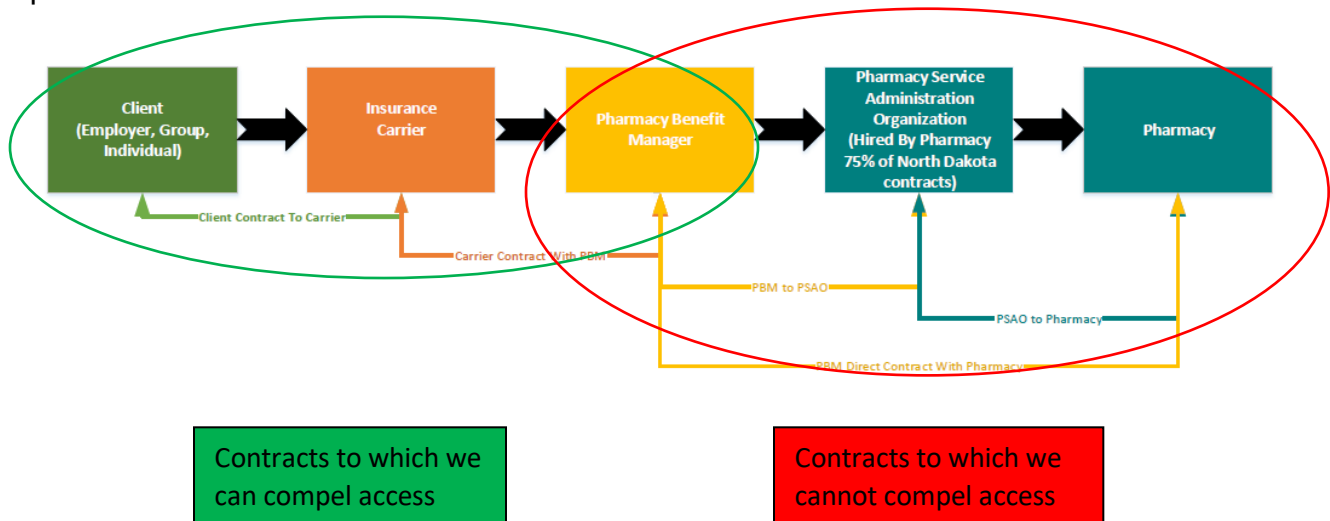 Client
(Employer, Group,
Individual)
Insurance
Carrier
Pharmacy Benefit
Manager
Pharmacy Service
Administration
Organization
(Hired By Pharmacy
75% of North Dakota
contracts)
Pharmacy
Client Contract To Carrier
Carrier Contract With PBM
PBM to PSAO
PSAO to Pharmacy
PBM Direct Contract With Pharmacy
Contracts to which we
can compel access
Contracts to which we
cannot compel access